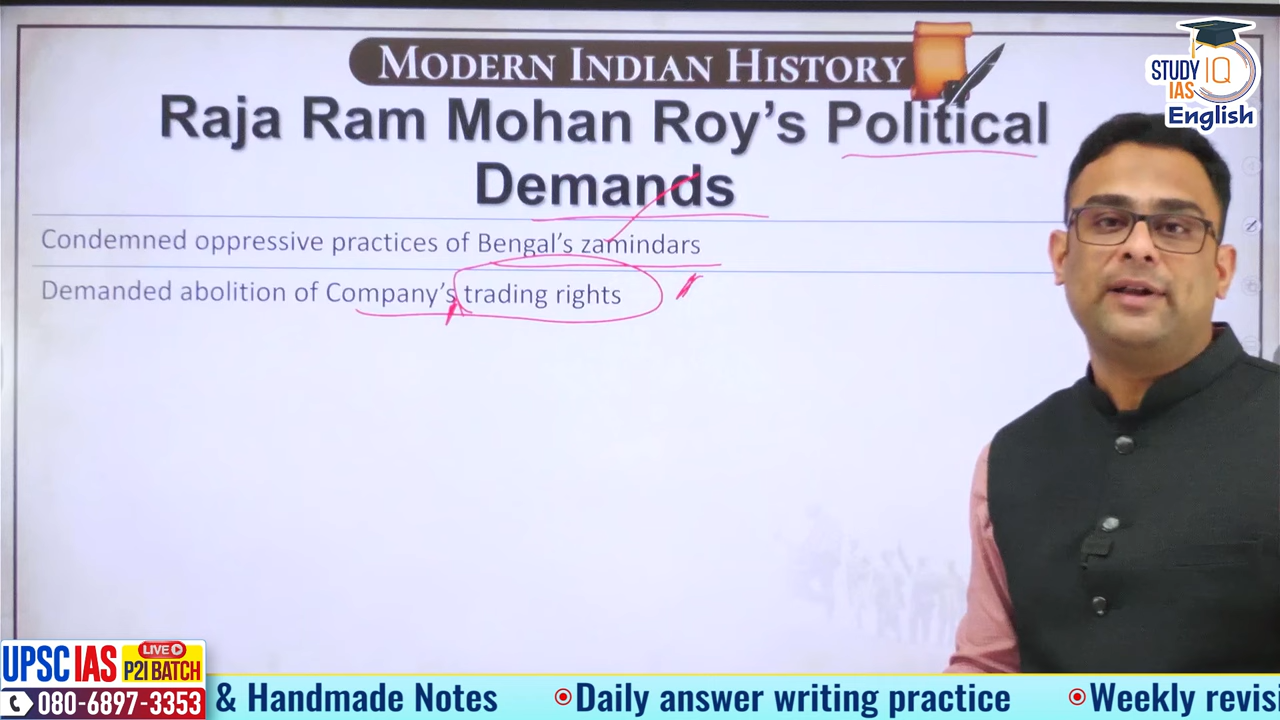 MODERN INDIAN HISTORY
STUDY IQ
IAS
English
Raja Ram Mohan Roy's Political
Demands
Condemned oppressive practices of Bengal's zamindars
Demanded abolition of Company's trading rights
UPSC IAS LIVE
P2I BATCH
080-6897-3353
& Handmade Notes Daily answer writing practice Weekly revisi